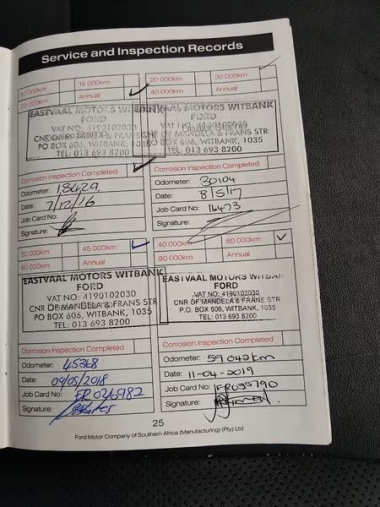 Service and Inspection Records
15 000km
20 000km
30 000km
Annual
40 000km
Annual
EASTVAAL MOTORS WITBANK
FORD
VAT NO: 4190102030
PO BOX 606, WITBANK, 1035
TEL: 013 693 8200
Corrosion Inspection Completed
Odometer: 18429
Date: 7/12/16
Job Card No:
Signature:
Corrosion Inspection Completed
Odometer: 30104
Date: 8/5/17
Job Card No: 16473
Signature:
45 000km
Annual
EASTVAAL MOTORS WITBANK
FORD
VAT NO: 4190102030
CNR OF MANDELA & FRANS STR
PO BOX 606, WITBANK, 1035
TEL: 013 693 8200
Corrosion Inspection Completed
Odometer: 45368
Date: 09/05/2018
Job Card No:
Signature:
40 000km
60 000km
Annual
EASTVAAL MOTORS WITBANK
FORD
VAT NO: 4190102030
CNR OF MANDELA & FRANS STR
P.O. BOX 606, WITBANK, 1035
TEL: 013 693 8200
Corrosion Inspection Completed
Odometer: 59042km
Date: 11-04-2019
Job Card No:
Signature:
25
Ford Motor Company of Southern Africa (Manufacturing) (Pty) Ltd